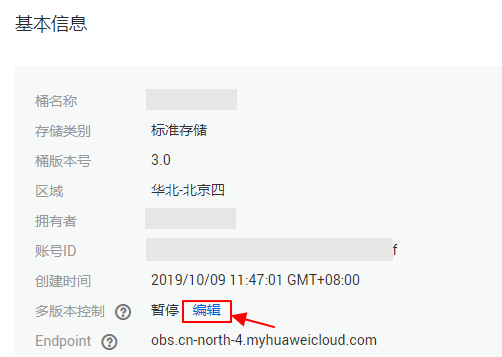 基本信息
桶名称
存储类别 标准存储
桶版本号 3.0
区域 华北-北京四
拥有者
账号ID f
创建时间 2019/10/09 11:47:01 GMT+08:00
多版本控制 ? 暂停 编辑
Endpoint ? obs.cn-north-4.myhuaweicloud.com